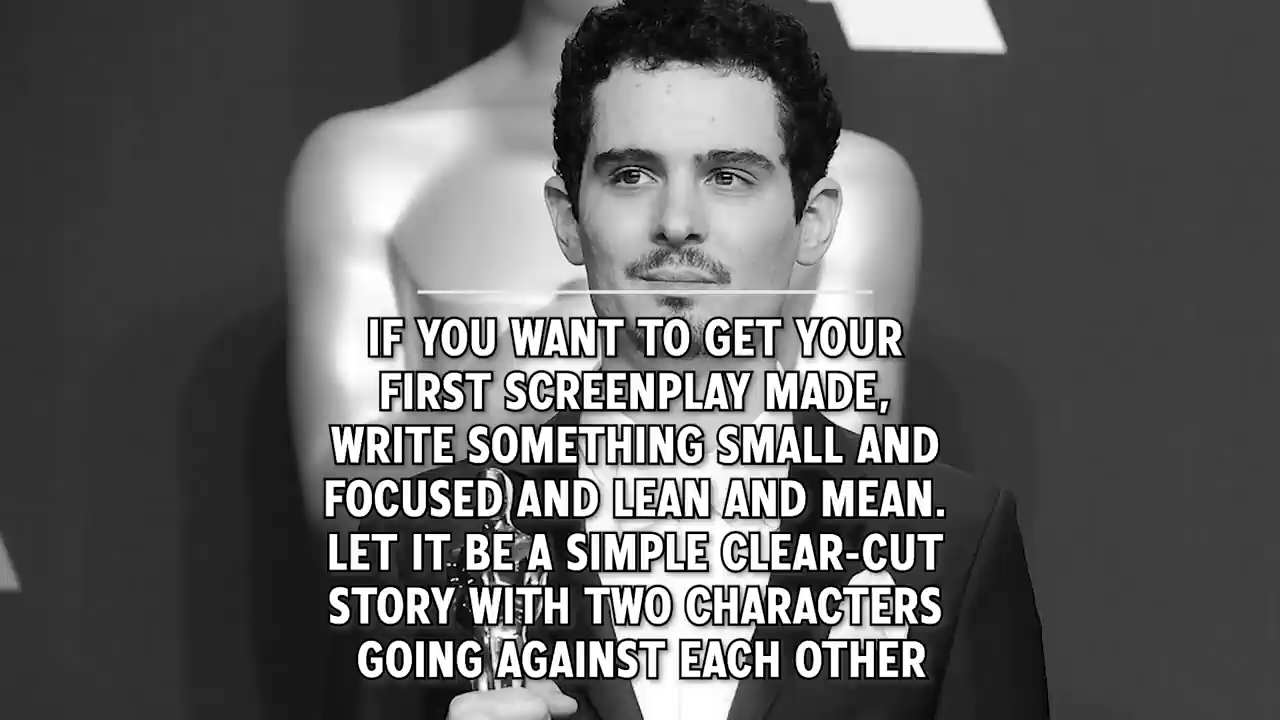 IF YOU WANT TO GET YOUR
FIRST SCREENPLAY MADE,
WRITE SOMETHING SMALL AND
FOCUSED AND LEAN AND MEAN.
LET IT BE A SIMPLE CLEAR-CUT
STORY WITH TWO CHARACTERS
GOING AGAINST EACH OTHER